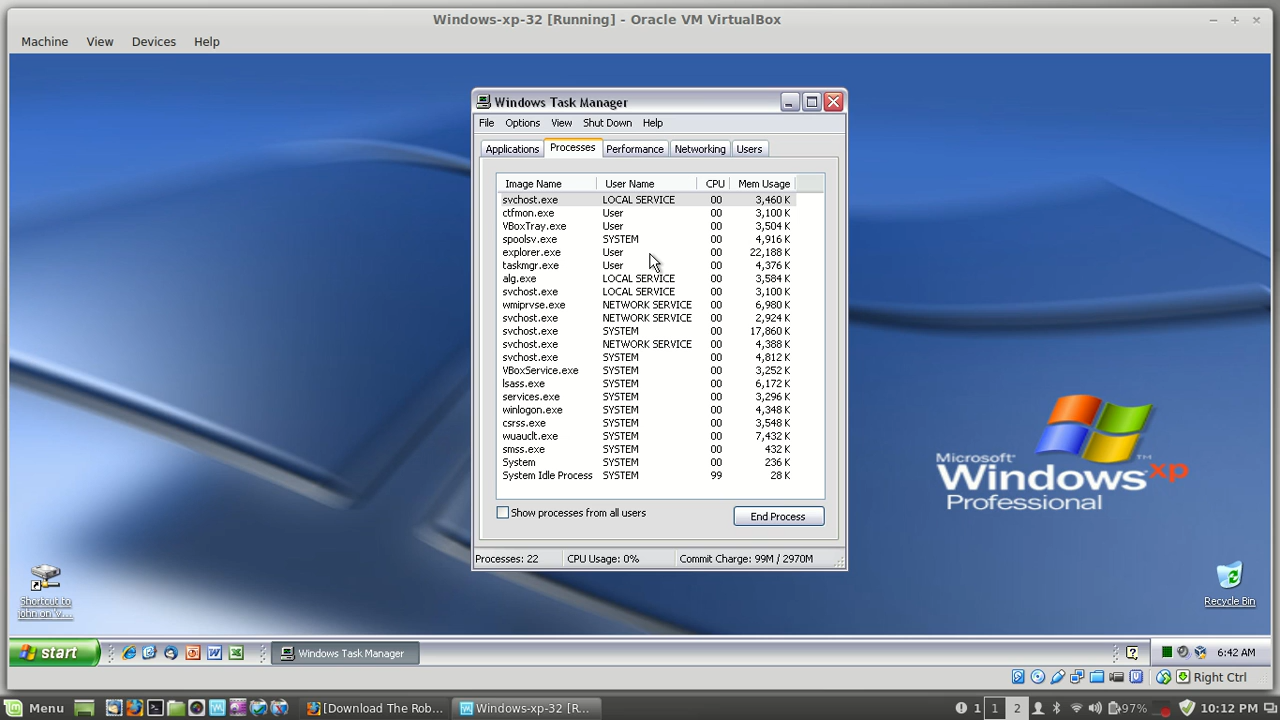 Windows-xp-32 [Running] - Oracle VM VirtualBox
Machine View Devices Help
Windows Task Manager
File Options View Shut Down Help
Applications Processes Performance Networking Users
Image Name User Name CPU Mem Usage
svchost.exe LOCAL SERVICE 00 3,460 K
ctfmon.exe User 00 3,100 K
VBoxTray.exe User 00 3,504 K
spoolsv.exe SYSTEM 00 4,916 K
explorer.exe User 00 22,188 K
taskmgr.exe User 00 4,376 K
alg.exe LOCAL SERVICE 00 3,584 K
svchost.exe LOCAL SERVICE 00 3,100 K
wmiprvse.exe NETWORK SERVICE 00 6,980 K
svchost.exe NETWORK SERVICE 00 2,924 K
svchost.exe SYSTEM 00 17,860 K
svchost.exe NETWORK SERVICE 00 4,388 K
svchost.exe SYSTEM 00 4,812 K
VBoxService.exe SYSTEM 00 3,252 K
lsass.exe SYSTEM 00 6,172 K
services.exe SYSTEM 00 3,296 K
winlogon.exe SYSTEM 00 4,348 K
csrss.exe SYSTEM 00 3,548 K
wuauclt.exe SYSTEM 00 7,432 K
smss.exe SYSTEM 00 432 K
System SYSTEM 00 236 K
System Idle Process SYSTEM 99 28 K
Show processes from all users
End Process
Processes: 22 CPU Usage: 0% Commit Charge: 99M / 2970M
Microsoft
Windows xp
Professional
Shortcut to
john on
Recycle Bin
start Windows Task Manager 6:42 AM
Right Ctrl
Menu [Download The Rob... Windows-xp-32 [R... 1 1 2 97% 10:12 PM